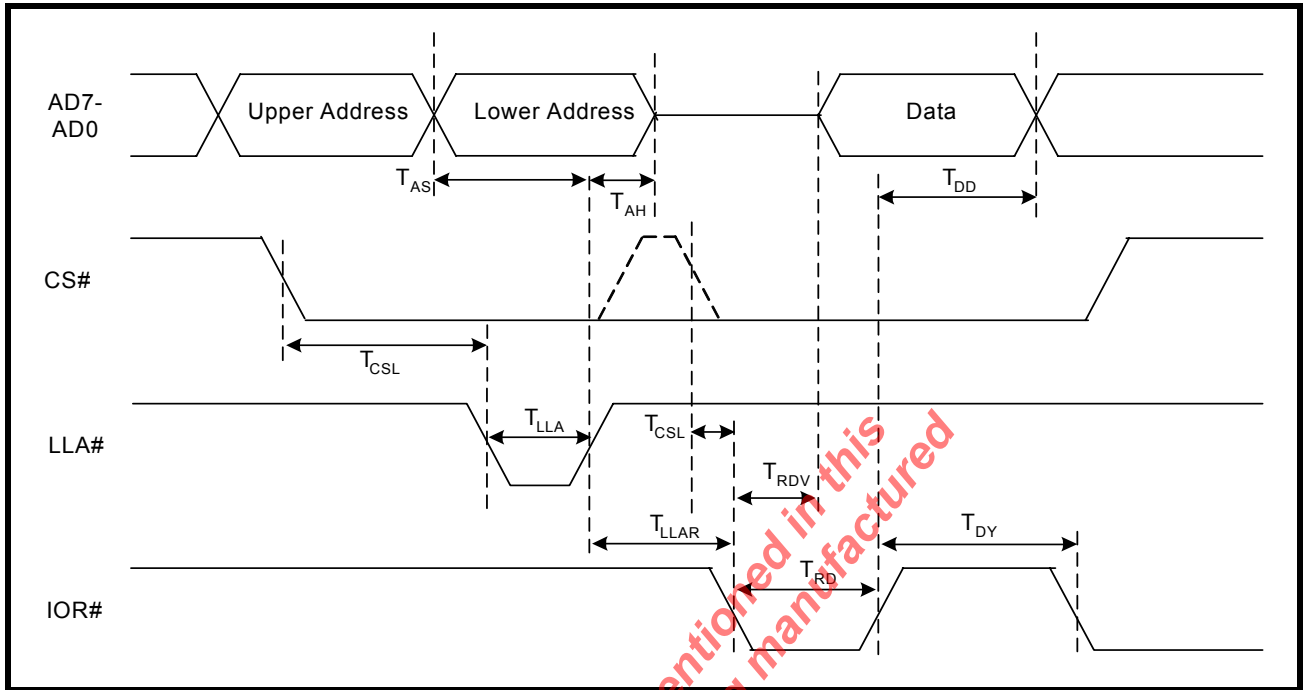 AD7-
AD0
Upper Address
Lower Address
Data
TAS
TAH
TDD
CS#
TCSL
LLA#
TLLA
TCSL
TRDV
TLLAR
TDY
IOR#
TRD
mentioned in this
manufactured